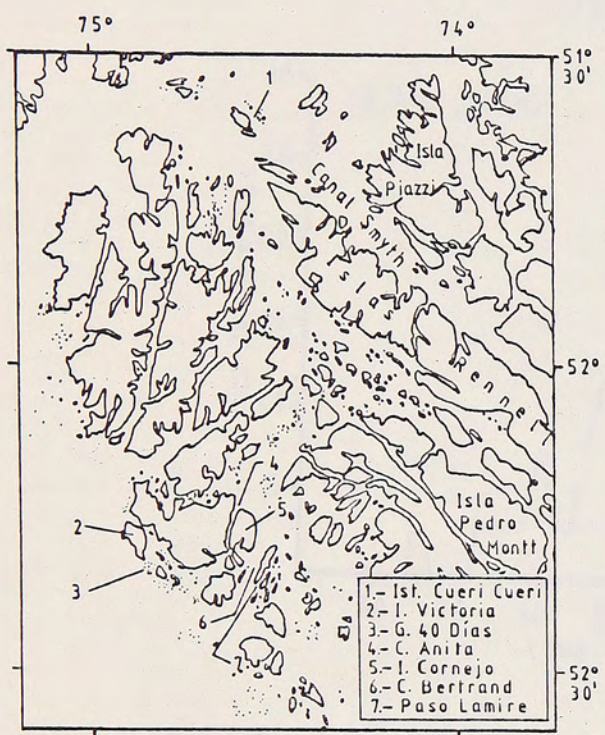 75° 74°
51°
30'
1
Isla
Piazzi
Canal Smyth
Islas
52°
Rennell
4
5
Isla
Pedro
Montt
2
3
6
7
1.- Ist. Cueri Cueri
2.- I. Victoria
3.- G. 40 Días
4.- C. Anita
5.- I. Cornejo
6.- C. Bertrand
7.- Paso Lamire
52°
30'